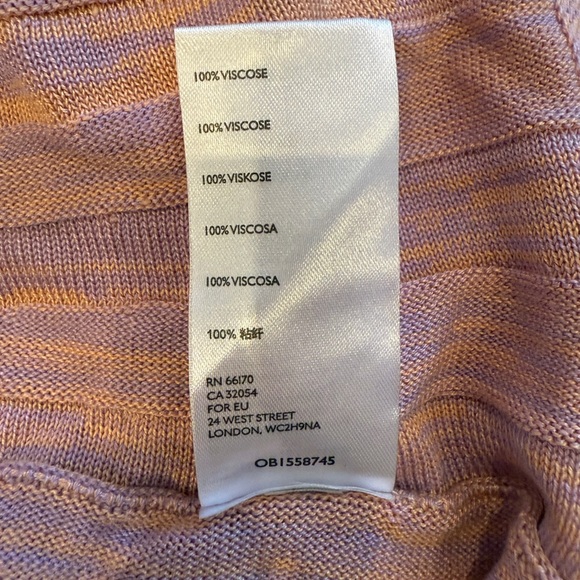 100% VISCOSE
100% VISCOSE
100% VISKOSE
100% VISCOSA
100% VISCOSA
100% 粘纤
RN 66170
CA 32054
FOR EU
24 WEST STREET
LONDON, WC2H9NA
OB1558745